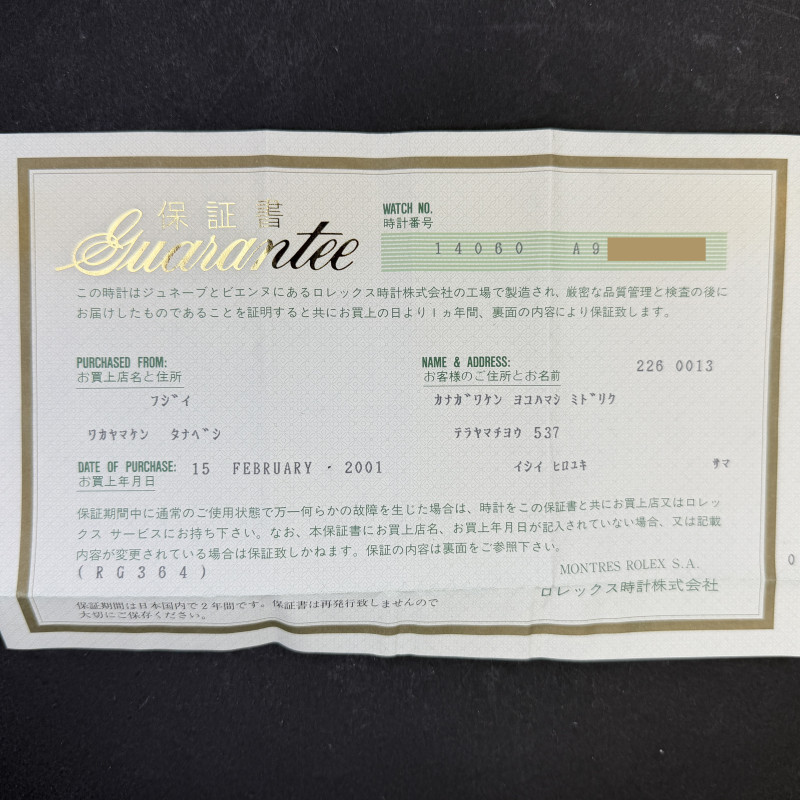 保証書
Guarantee
WATCH NO.
時計番号
14060 A9
この時計はジュネーブとビエンヌにあるロレックス時計株式会社の工場で製造され、厳密な品質管理と検査の後に
お届けしたものであることを証明すると共にお買上の日より1ヵ年間、裏面の内容により保証致します。
PURCHASED FROM:
お買上店名と住所
フジイ
ワカヤマケン タナベシ
NAME & ADDRESS:
お客様のご住所とお名前
226 0013
カナガワケン ヨコハマシ ミドリク
テラヤマチヨウ 537
イシイ ヒロユキ サマ
DATE OF PURCHASE:
お買上年月日
15 FEBRUARY - 2001
保証期間中に通常のご使用状態で万一何らかの故障を生じた場合は、時計をこの保証書と共にお買上店又はロレッ
クス サービスにお持ち下さい。なお、本保証書にお買上店名、お買上年月日が記入されていない場合、又は記載
内容が変更されている場合は保証致しかねます。保証の内容は裏面をご参照下さい。
(RG364)
MONTRES ROLEX S.A.
ロレックス時計株式会社
0
保証期間は日本国内で2年間です。保証書は再発行致しませんので
大切にご保存ください。